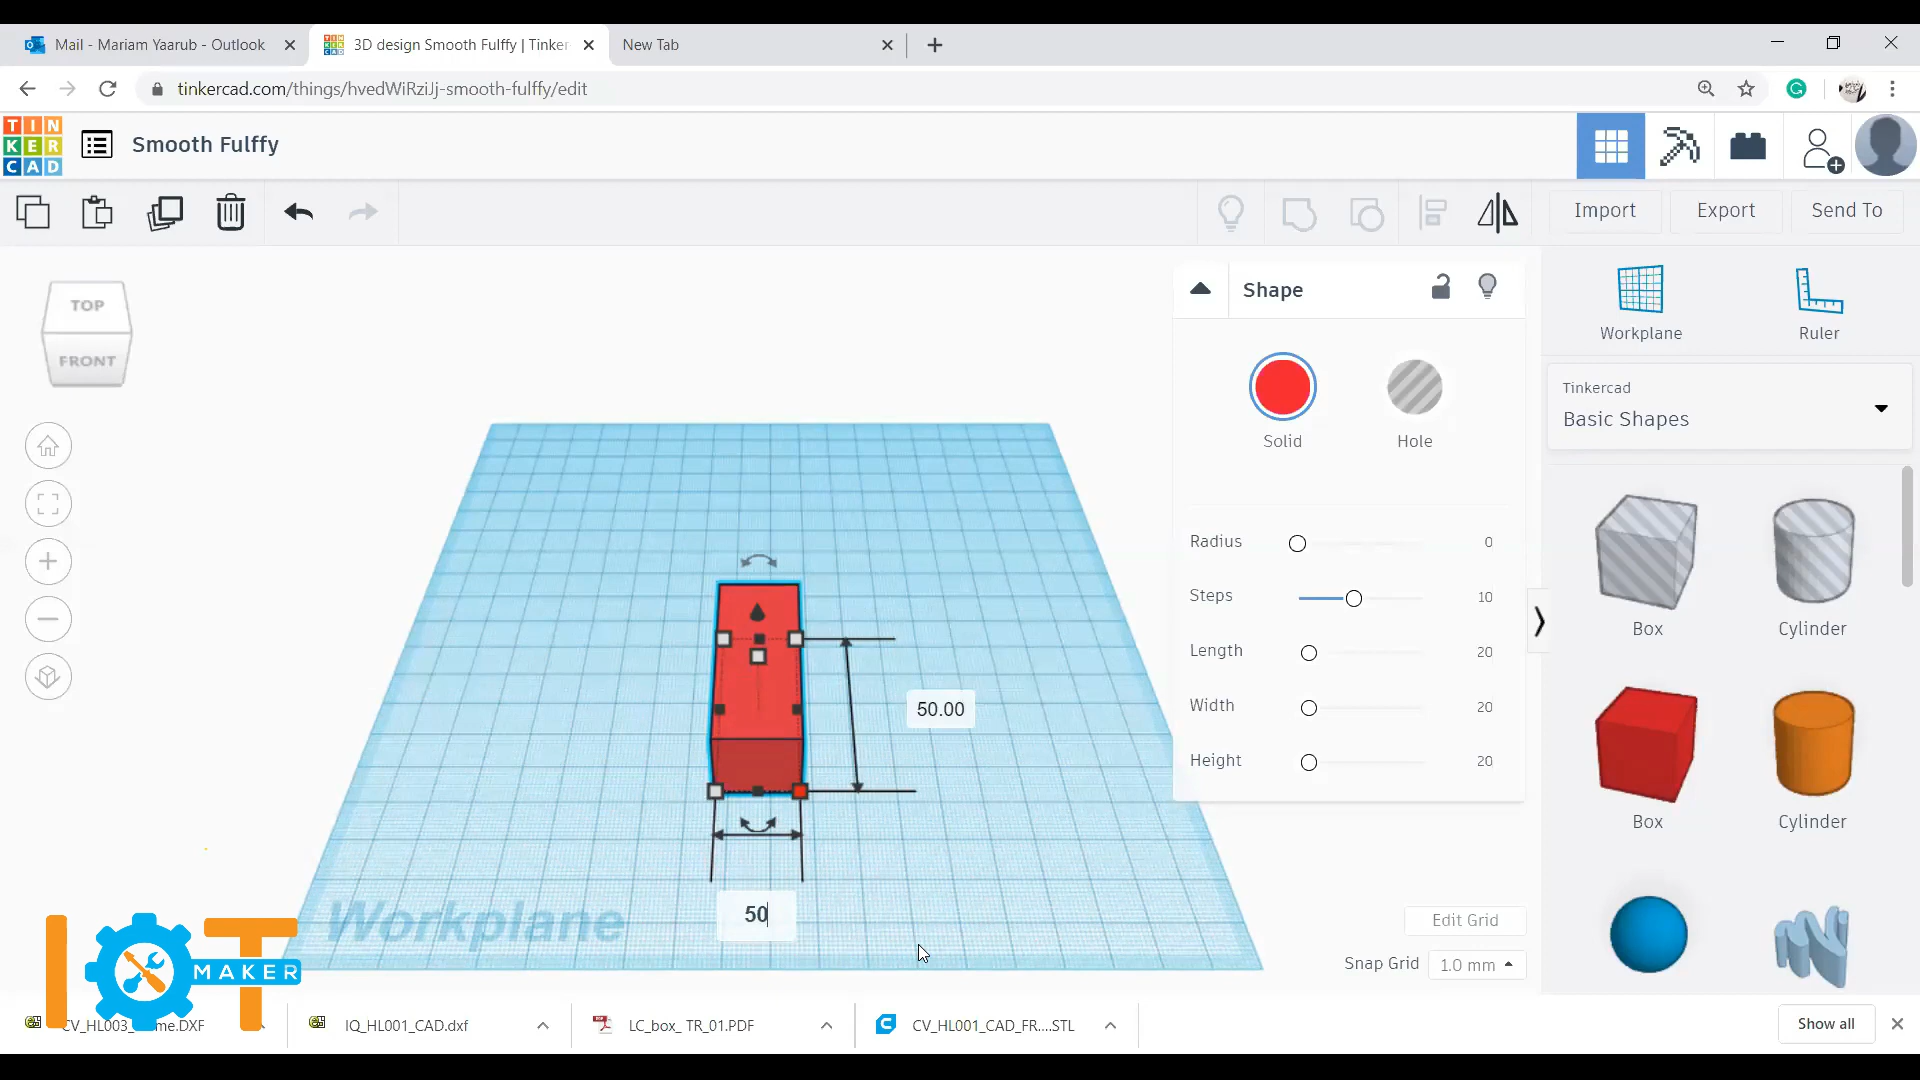 Mail - Mariam Yaarub - Outlook
3D design Smooth Fulffy | Tinker
New Tab
tinkercad.com/things/hvedWiRziJj-smooth-fulffy/edit
TIN
KER
CAD
Smooth Fulffy
Import
Export
Send To
TOP
FRONT
Shape
Solid
Hole
Radius 0
Steps 10
Length 20
Width 20
Height 20
Workplane
Ruler
Tinkercad
Basic Shapes
Box
Cylinder
Box
Cylinder
50.00
50
Workplane
Edit Grid
Snap Grid 1.0 mm
IOT
MAKER
IQ_HL001_CAD.dxf
LC_box_ TR_01.PDF
CV_HL001_CAD_FR....STL
Show all